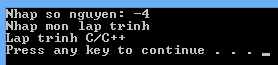 Nhap so nguyen: -4
Nhap mon lap trinh
Lap trinh C/C++
Press any key to continue . . . _